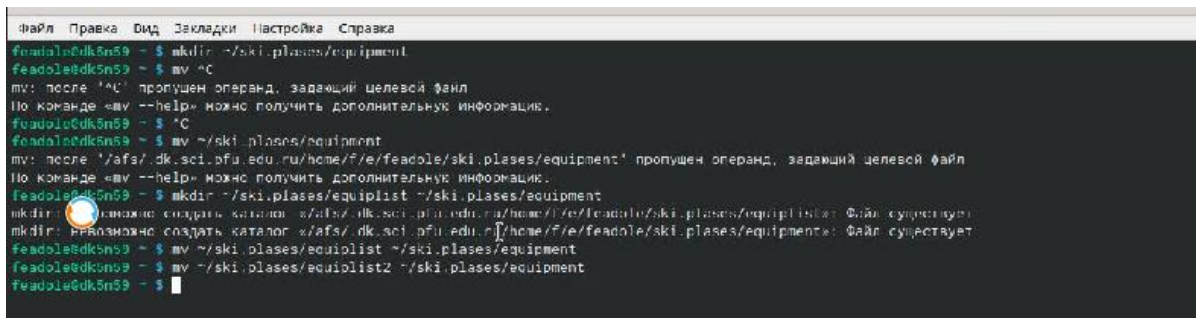 Файл Правка Вид Закладки Настройка Справка
feadole@dk5n59 ~ $ mkdir ~/ski.plases/equipment
feadole@dk5n59 ~ $ mv ^C
mv: после '^C' пропущен операнд, задающий целевой файл
По команде «mv --help» можно получить дополнительную информацию.
feadole@dk5n59 ~ $ ^C
feadole@dk5n59 ~ $ mv ~/ski.plases/equipment
mv: после '/afs/.dk.sci.pfu.edu.ru/home/f/e/feadole/ski.plases/equipment' пропущен операнд, задающий целевой файл
По команде «mv --help» можно получить дополнительную информацию.
feadole@dk5n59 ~ $ mkdir ~/ski.plases/equiplist ~/ski.plases/equipment
mkdir: создать каталог «/afs/.dk.sci.pfu.edu.ru/home/f/e/feadole/ski.plases/equiplist»: Файл существует
mkdir: невозможно создать каталог «/afs/.dk.sci.pfu.edu.ru/home/f/e/feadole/ski.plases/equipment»: Файл существует
feadole@dk5n59 ~ $ mv ~/ski.plases/equiplist ~/ski.plases/equipment
feadole@dk5n59 ~ $ mv ~/ski.plases/equiplist2 ~/ski.plases/equipment
feadole@dk5n59 ~ $